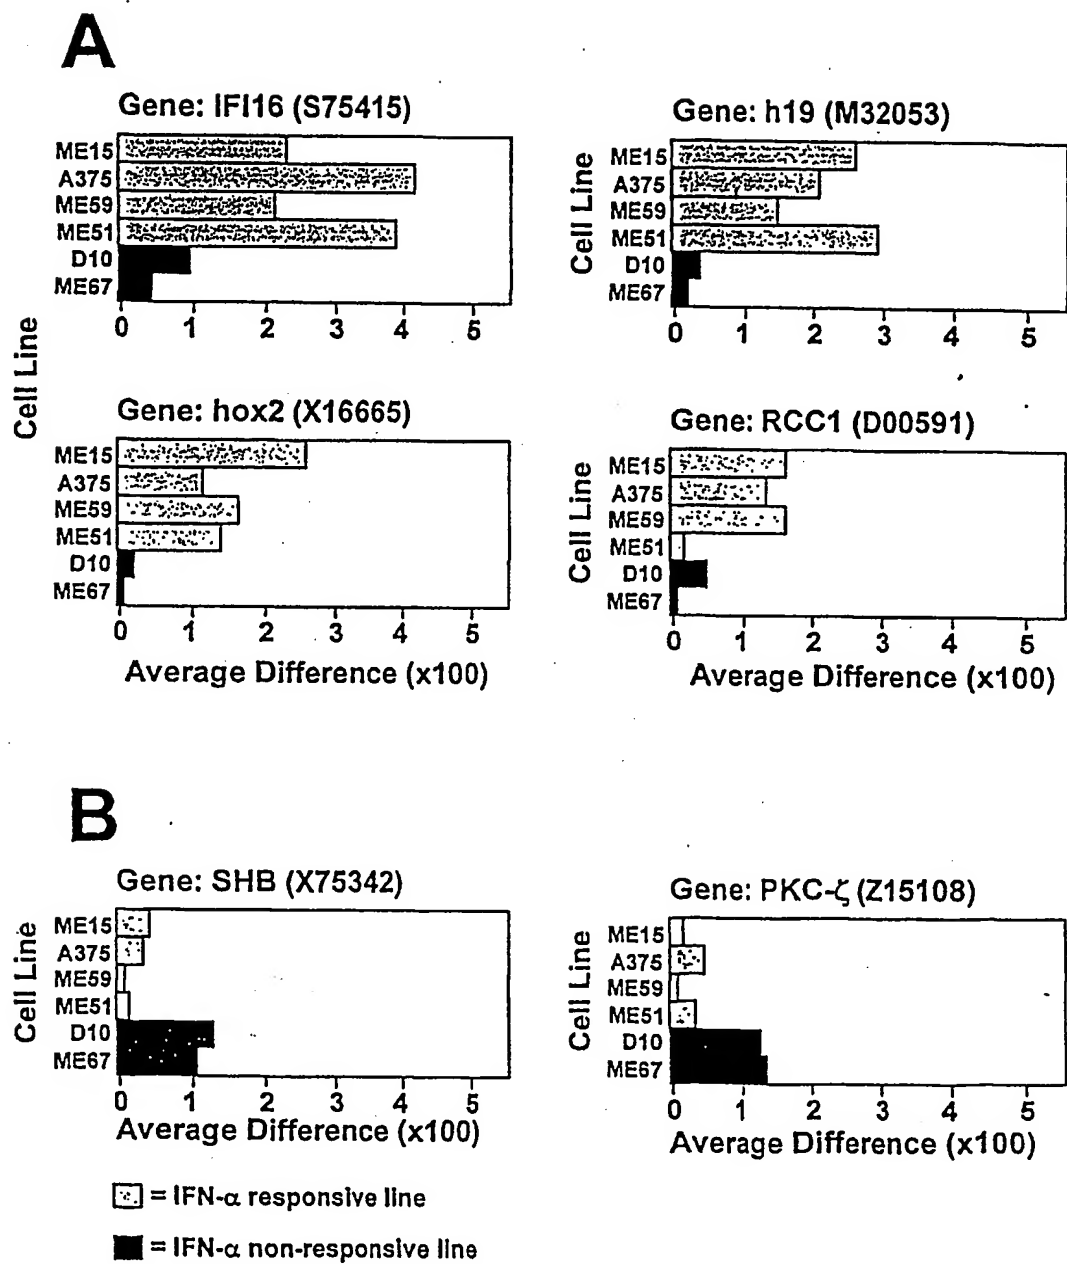 A
Gene: IFI16 (S75415)
ME15
A375
ME59
ME51
D10
ME67
0 1 2 3 4 5
Gene: h19 (M32053)
Cell Line
ME15
A375
ME59
ME51
D10
ME67
0 1 2 3 4 5
Cell Line
Gene: hox2 (X16665)
ME15
A375
ME59
ME51
D10
ME67
0 1 2 3 4 5
Average Difference (x100)
Gene: RCC1 (D00591)
Cell Line
ME15
A375
ME59
ME51
D10
ME67
0 1 2 3 4 5
Average Difference (x100)
B
Gene: SHB (X75342)
Cell Line
ME15
A375
ME59
ME51
D10
ME67
0 1 2 3 4 5
Average Difference (x100)
Gene: PKC-ζ (Z15108)
Cell Line
ME15
A375
ME59
ME51
D10
ME67
0 1 2 3 4 5
Average Difference (x100)
= IFN-α responsive line
= IFN-α non-responsive line